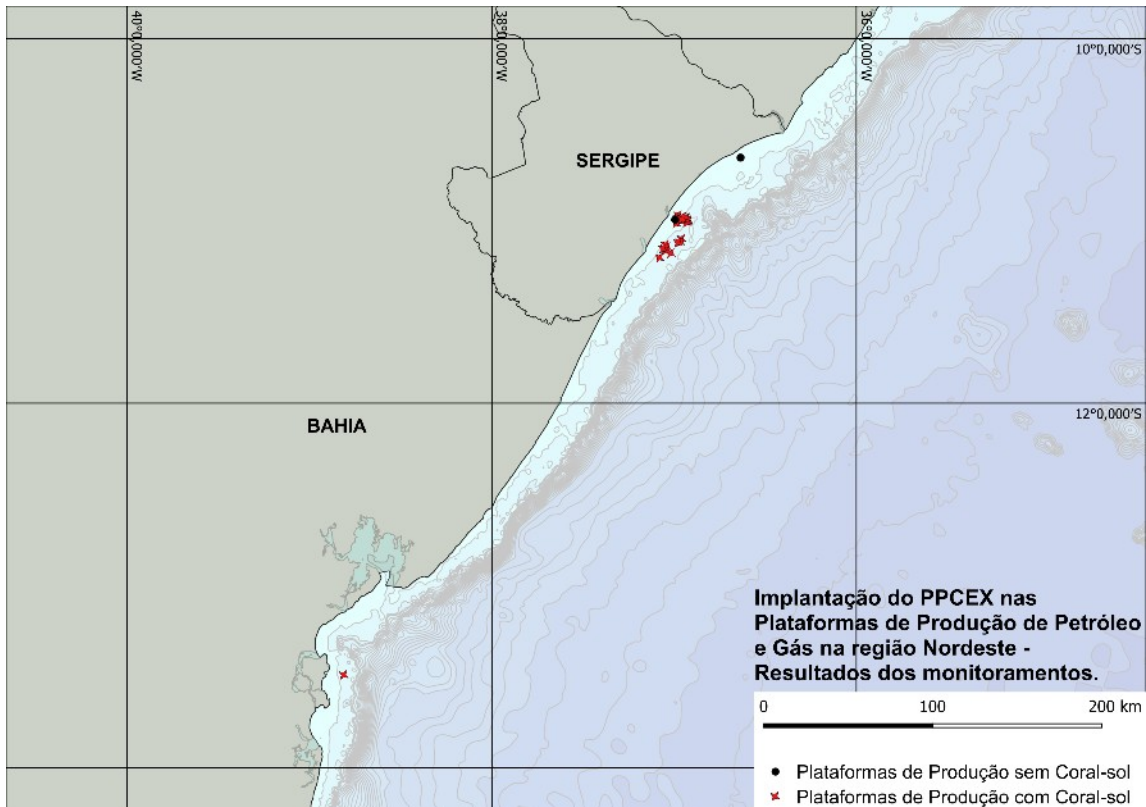 40°0,000'W
38°0,000'W
36°0,000'W
10°0,000'S
SERGIPE
12°0,000'S
BAHIA
Implantação do PPCEX nas
Plataformas de Produção de Petróleo
e Gás na região Nordeste -
Resultados dos monitoramentos.
0 100 200 km
Plataformas de Produção sem Coral-sol
Plataformas de Produção com Coral-sol